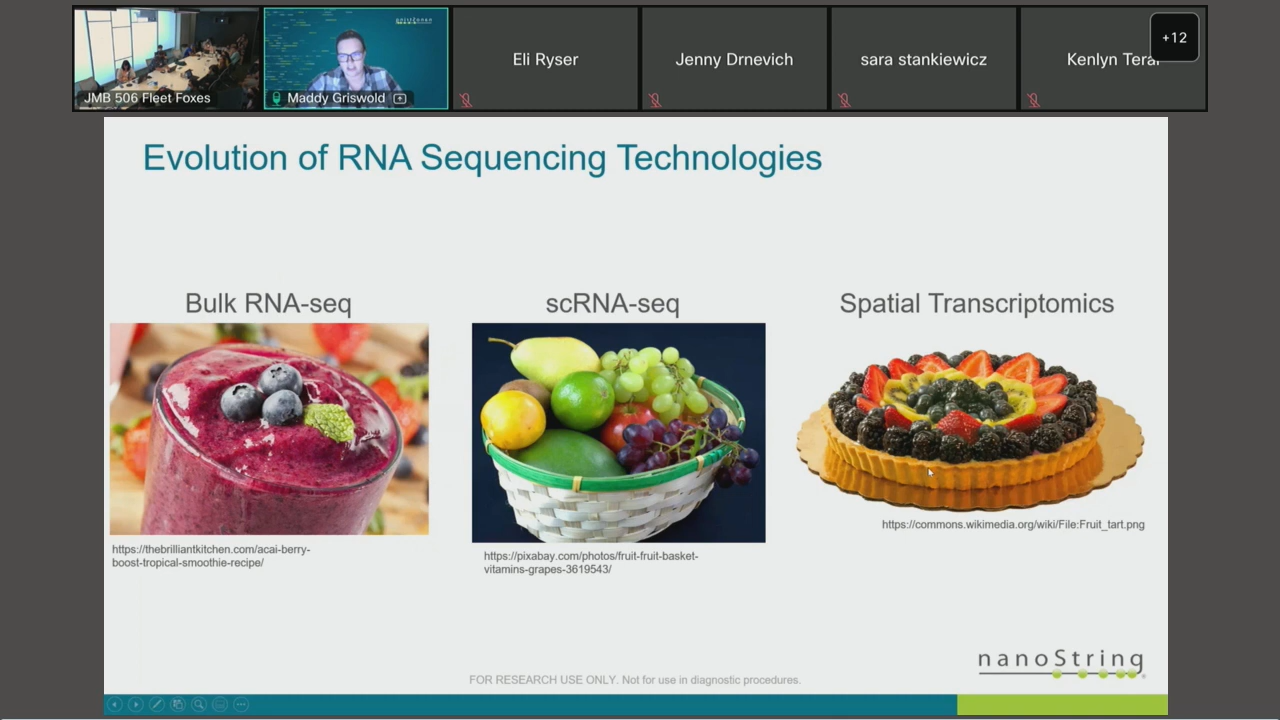 JMB 506 Fleet Foxes
Maddy Griswold
Eli Ryser
Jenny Drnevich
sara stankiewicz
Kenlyn Terai
+12
Evolution of RNA Sequencing Technologies
Bulk RNA-seq
scRNA-seq
Spatial Transcriptomics
https://thebrilliantkitchen.com/acai-berry-
boost-tropical-smoothie-recipe/
https://pixabay.com/photos/fruit-fruit-basket-
vitamins-grapes-3619543/
https://commons.wikimedia.org/wiki/File:Fruit_tart.png
nanoString
FOR RESEARCH USE ONLY. Not for use in diagnostic procedures.